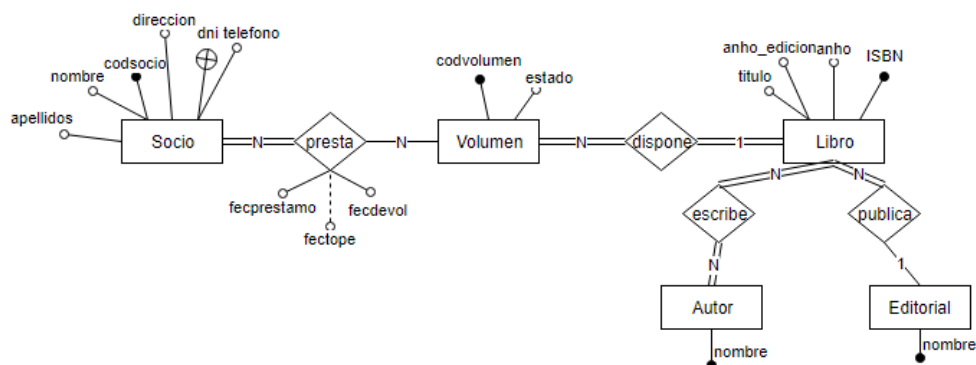 direccion
dni telefono
anho_edicion anho
codvolumen
ISBN
nombre
codsocio
estado
titulo
apellidos
Socio
N
presta
N
Volumen
N
dispone
1
Libro
fecprestamo
fecdevol
fectope
N
N
escribe
publica
N
1
Autor
Editorial
nombre
nombre